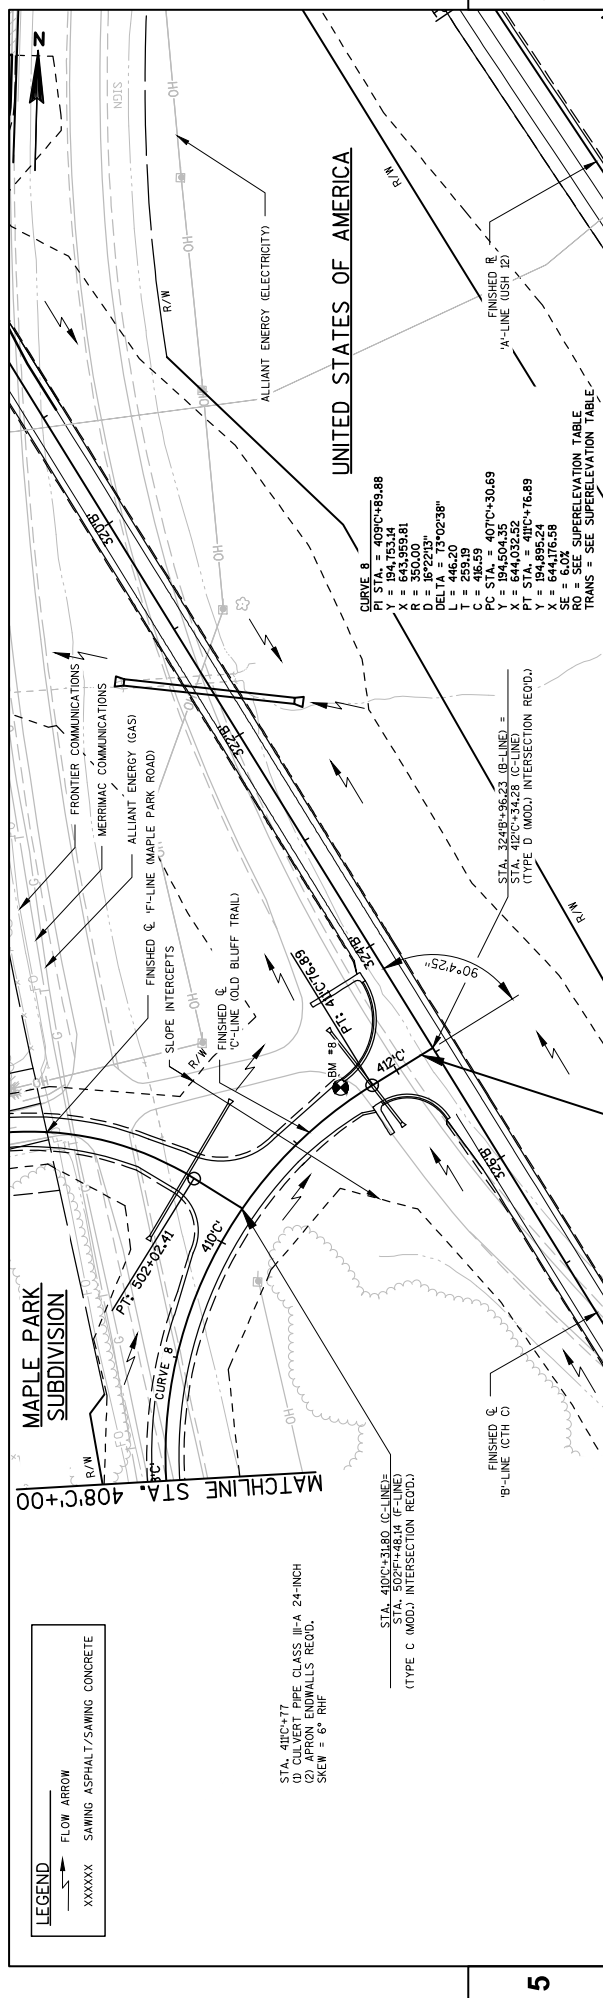 LEGEND
FLOW ARROW
XXXXXX SAWING ASPHALT/SAWING CONCRETE
STA. 411'C'+77
(1) CULVERT PIPE CLASS III-A 24-INCH
(2) APRON ENDWALLS REQ'D.
SKEW = 6° RHF
STA. 410'C'+31.80 (C-LINE)=
STA. 502'F'+48.14 (F-LINE)
(TYPE C (MOD.) INTERSECTION REQ'D.)
MATCHLINE STA. 408'C'+00
MAPLE PARK
SUBDIVISION
R/W
CURVE 8
PT: 502+02.41
410'C'
FINISHED ℄
'B'-LINE (CTH C)
326'B'
412'C'
BM #8
PT: 411'C'76.89
324'B'
90°4'25"
STA. 324'B'+96.23 (B-LINE) =
STA. 412'C'+34.28 (C-LINE)
(TYPE D (MOD.) INTERSECTION REQ'D.)
R/W
R/W
FINISHED ℄
'C'-LINE (OLD BLUFF TRAIL)
SLOPE INTERCEPTS
FINISHED ℄ 'F'-LINE (MAPLE PARK ROAD)
ALLIANT ENERGY (GAS)
MERRIMAC COMMUNICATIONS
FRONTIER COMMUNICATIONS
322'B'
320'B'
CURVE 8
PI STA. = 409'C'+89.88
Y = 194,753.14
X = 643,959.81
R = 350.00
D = 16°22'13"
DELTA = 73°02'38"
L = 446.20
T = 259.19
C = 416.59
PC STA. = 407'C'+30.69
Y = 194,504.35
X = 644,032.52
PT STA. = 411'C'+76.89
Y = 194,895.24
X = 644,176.58
SE = 6.0%
RO = SEE SUPERELEVATION TABLE
TRANS = SEE SUPERELEVATION TABLE
UNITED STATES OF AMERICA
ALLIANT ENERGY (ELECTRICITY)
R/W
R/W
FINISHED ℄
'A'-LINE (USH 12)
SIGN
HO
HO
HO
HO
HO
HO
N
5